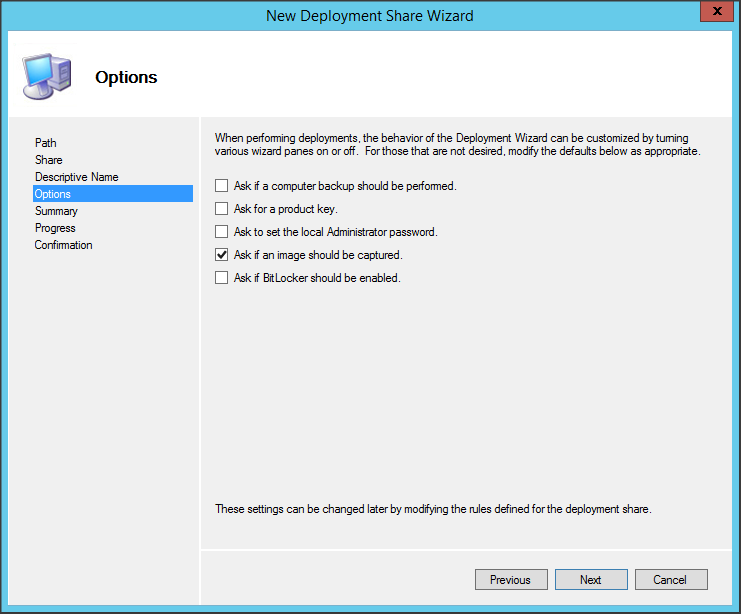 New Deployment Share Wizard
x
Options
Path
Share
Descriptive Name
Options
Summary
Progress
Confirmation
When performing deployments, the behavior of the Deployment Wizard can be customized by turning
various wizard panes on or off.  For those that are not desired, modify the defaults below as appropriate.
Ask if a computer backup should be performed.
Ask for a product key.
Ask to set the local Administrator password.
Ask if an image should be captured.
Ask if BitLocker should be enabled.
These settings can be changed later by modifying the rules defined for the deployment share.
Previous Next Cancel